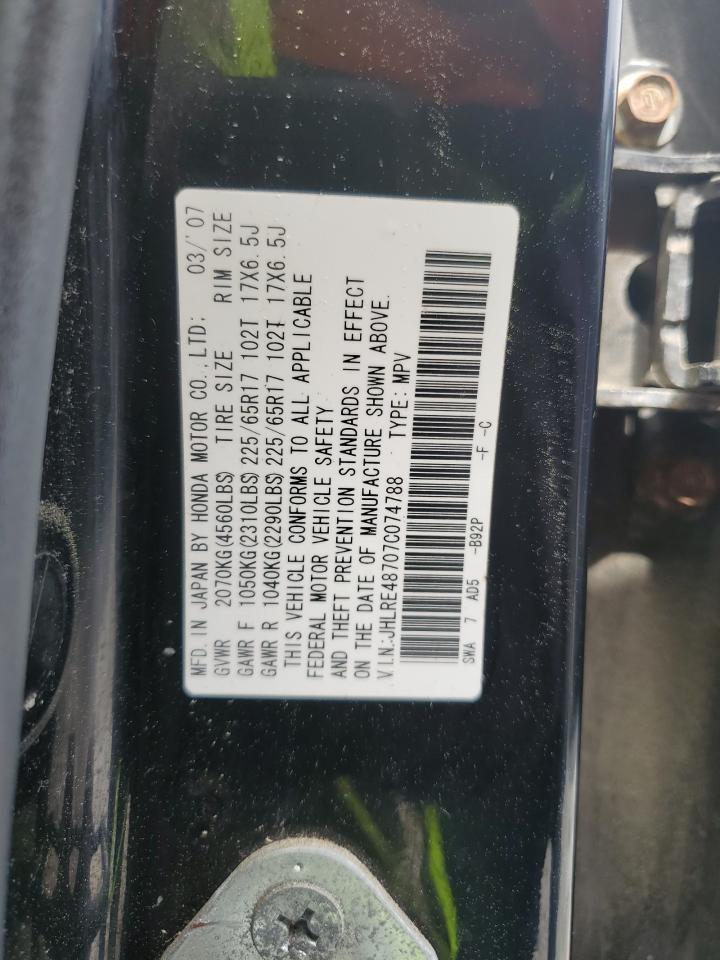 MFD. IN JAPAN BY HONDA MOTOR CO.,LTD: 03/'07
GVWR 2070KG(4560LBS) TIRE SIZE RIM SIZE
GAWR F 1050KG(2310LBS) 225/65R17 102T 17X6.5J
GAWR R 1040KG(2290LBS) 225/65R17 102T 17X6.5J
THIS VEHICLE CONFORMS TO ALL APPLICABLE
FEDERAL MOTOR VEHICLE SAFETY
AND THEFT PREVENTION STANDARDS IN EFFECT
ON THE DATE OF MANUFACTURE SHOWN ABOVE.
V.I.N.:JHLRE48707C074788 TYPE: MPV
SWA 7 AD5 -B92P -F -C